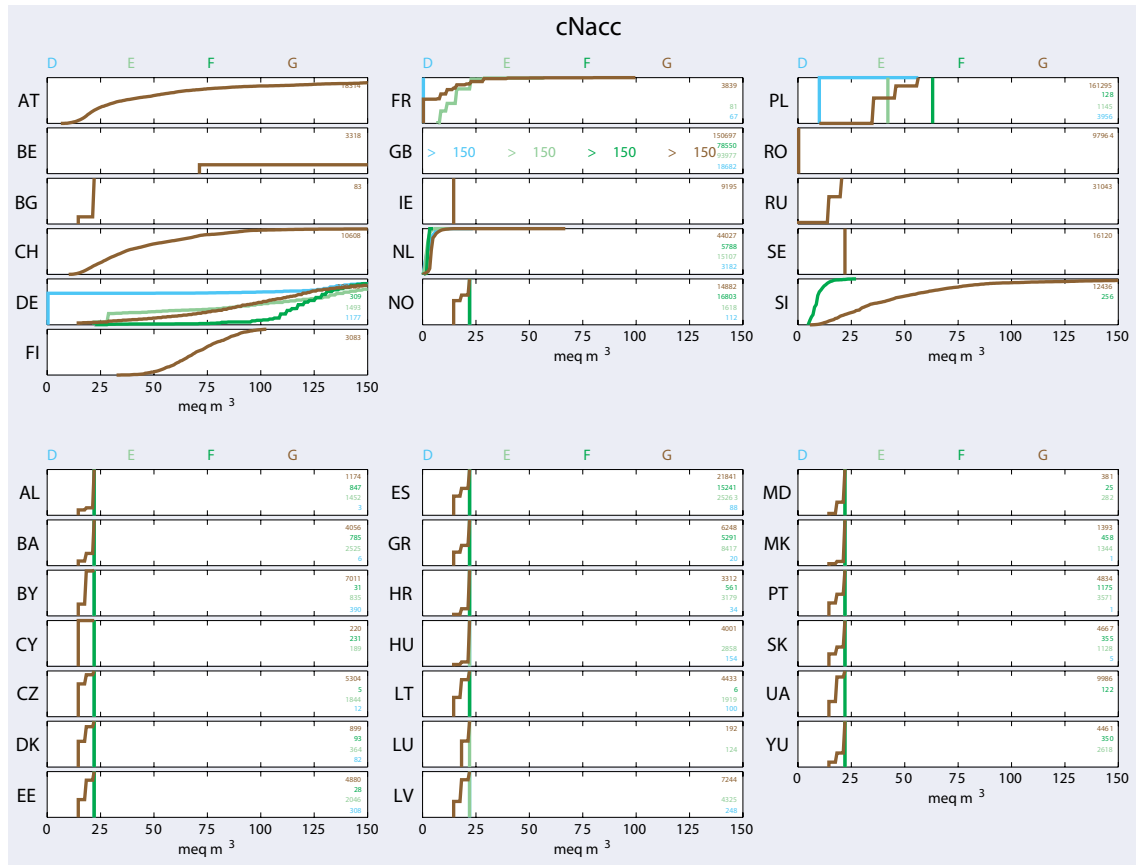 cNacc
D E F G
AT 18514
BE 3318
BG 83
CH 10608
DE 309 1493 1177
FI 3083
0 25 50 75 100 125 150
meq m 3
D E F G
FR 3839 81 67
GB > 150 > 150 > 150 > 150 150697 78550 93977 18682
IE 9195
NL 44027 5788 15107 3182
NO 14882 16803 1618 112
0 25 50 75 100 125 150
meq m 3
D E F G
PL 161295 128 1145 3956
RO 97964
RU 31043
SE 16120
SI 12436 256
0 25 50 75 100 125 150
meq m 3
D E F G
AL 1174 847 1452 3
BA 4056 785 2525 6
BY 7011 31 835 390
CY 220 231 189
CZ 5304 5 1844 12
DK 899 93 364 82
EE 4880 28 2046 308
0 25 50 75 100 125 150
meq m 3
D E F G
ES 21841 15241 25263 88
GR 6248 5291 8417 20
HR 3312 561 3179 34
HU 4001 2858 154
LT 4433 6 1919 100
LU 192 124
LV 7244 4325 248
0 25 50 75 100 125 150
meq m 3
D E F G
MD 381 25 282
MK 1393 458 1344 1
PT 4834 1175 3571 1
SK 4667 355 1128 5
UA 9986 122
YU 4461 350 2618
0 25 50 75 100 125 150
meq m 3